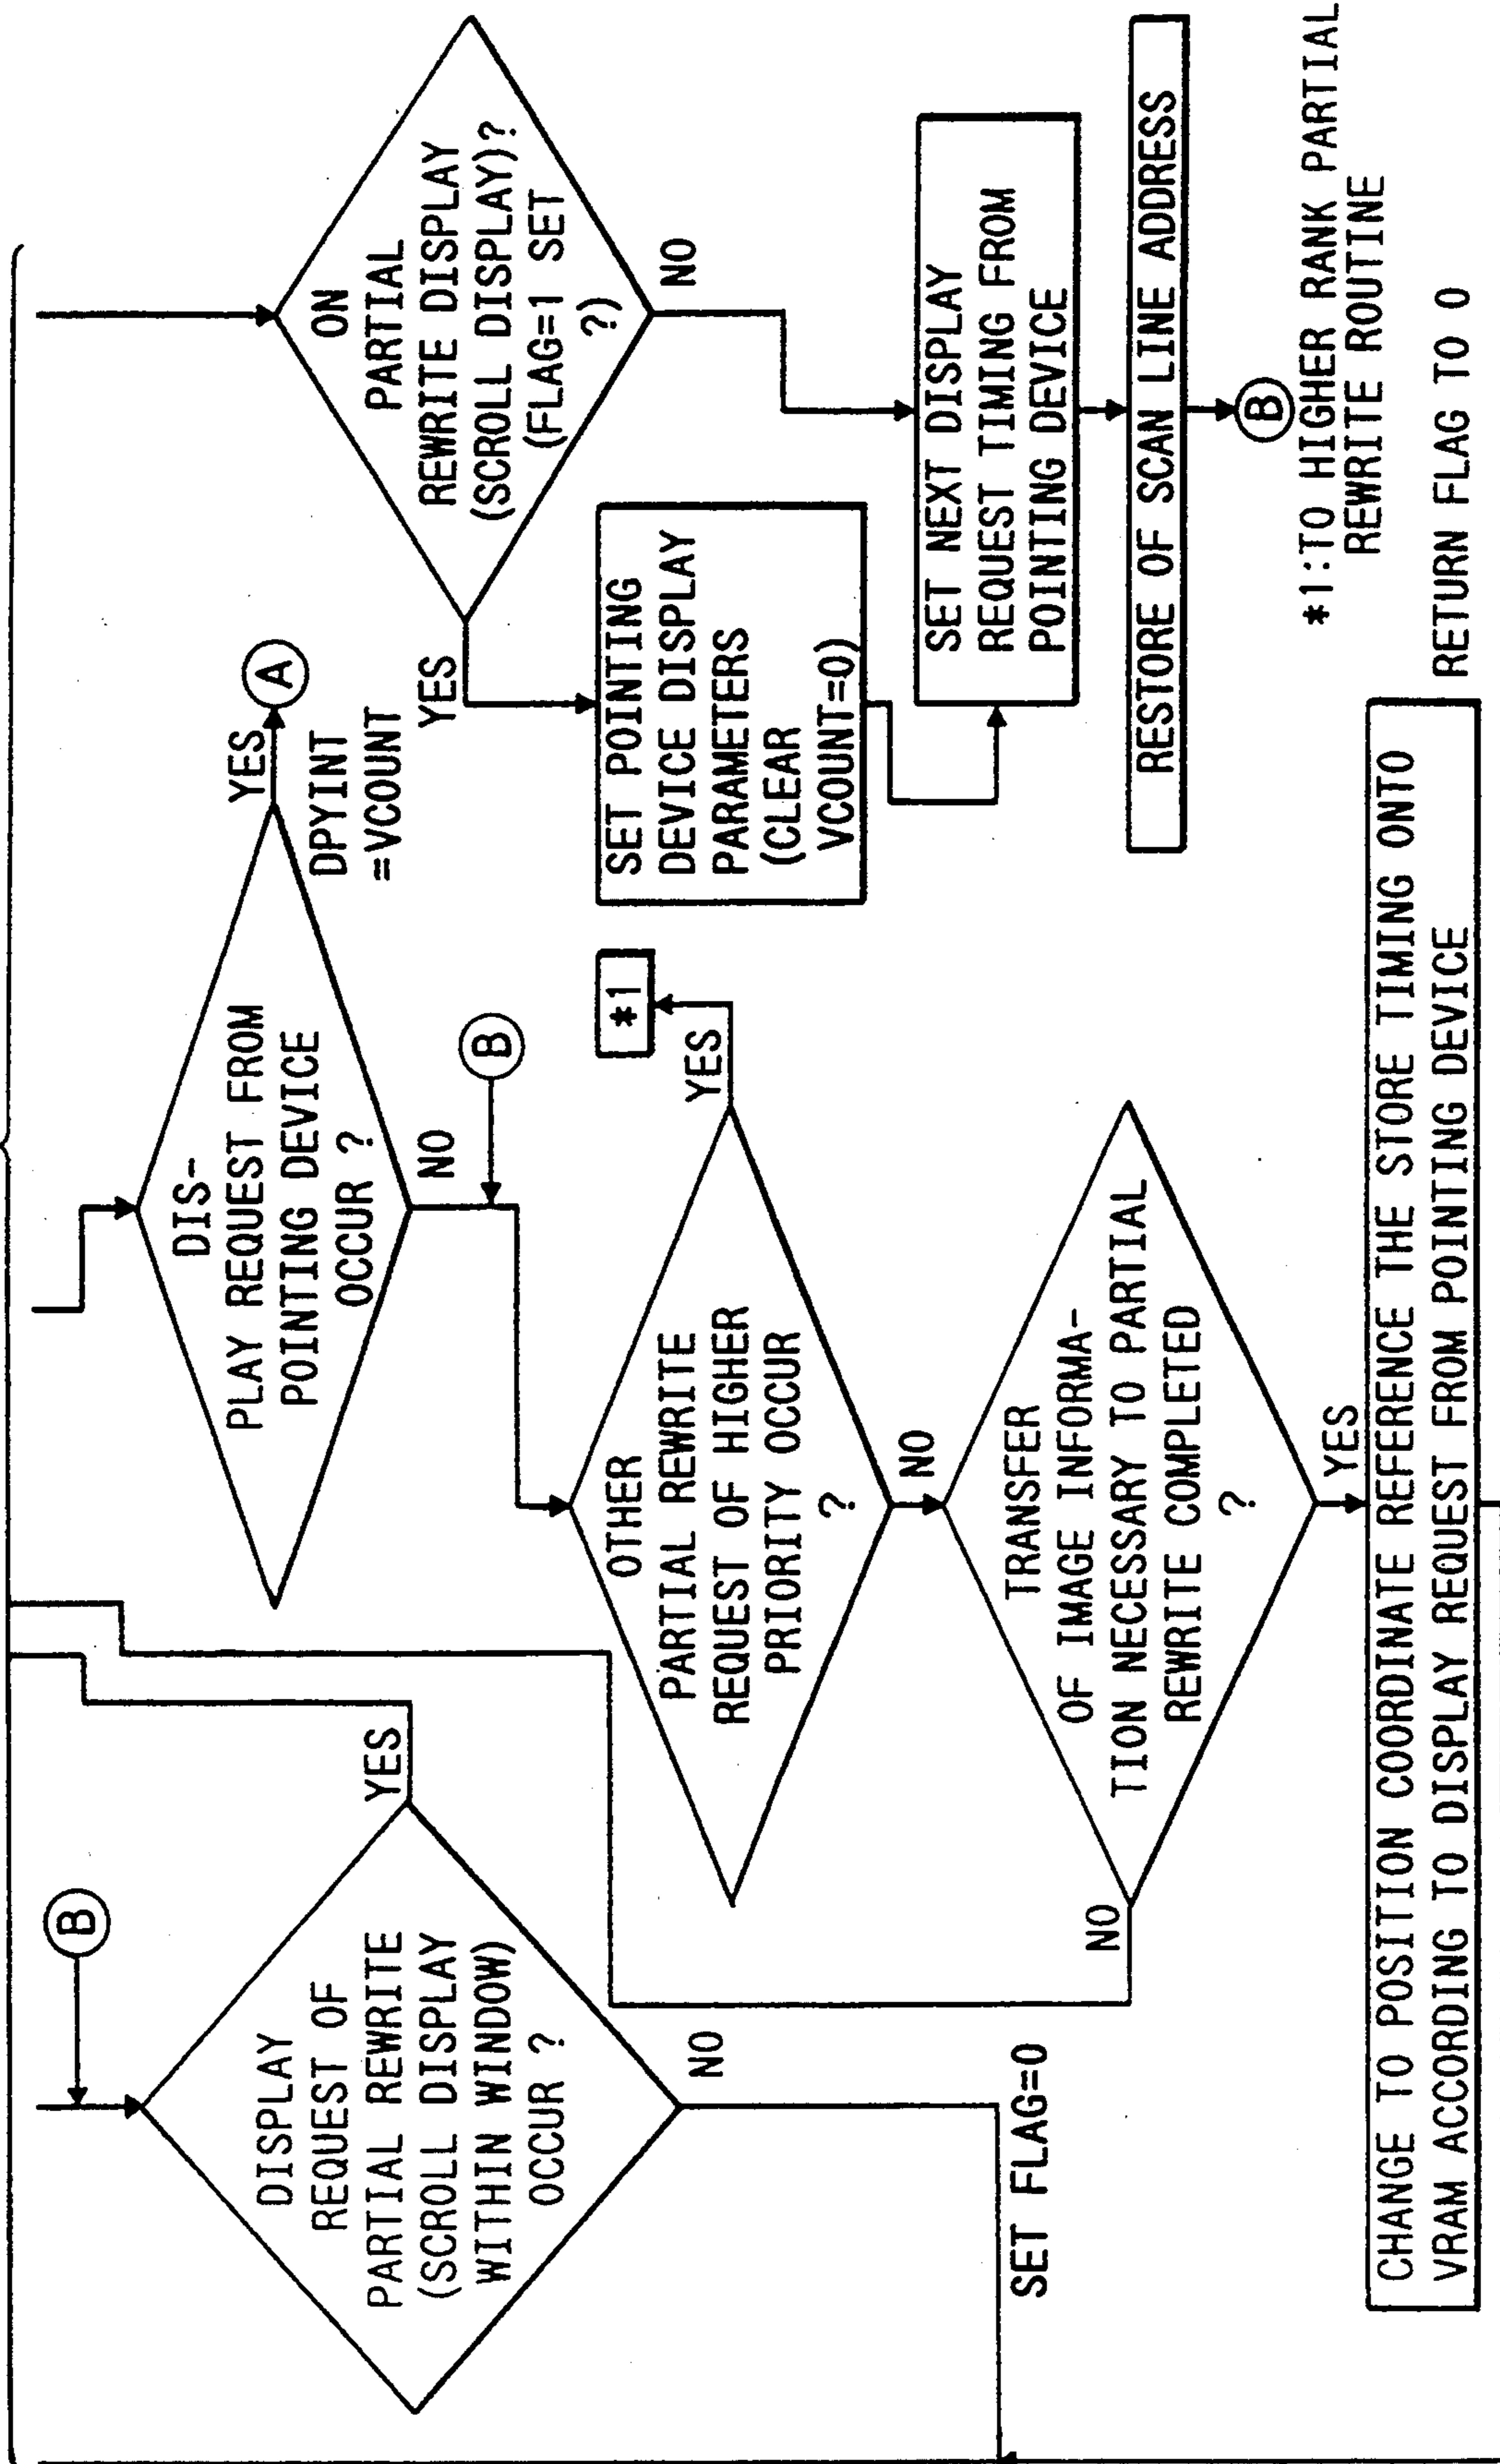 B
DISPLAY
REQUEST OF
PARTIAL REWRITE
(SCROLL DISPLAY
WITHIN WINDOW)
OCCUR ?
YES
NO
SET FLAG=0
DIS-
PLAY REQUEST FROM
POINTING DEVICE
OCCUR ?
YES
A
DPYINT
=VCOUNT
NO
B
OTHER
PARTIAL REWRITE
REQUEST OF HIGHER
PRIORITY OCCUR
?
YES
*1
NO
TRANSFER
OF IMAGE INFORMA-
TION NECESSARY TO PARTIAL
REWRITE COMPLETED
?
NO
YES
CHANGE TO POSITION COORDINATE REFERENCE THE STORE TIMING ONTO
VRAM ACCORDING TO DISPLAY REQUEST FROM POINTING DEVICE
RETURN FLAG TO 0
ON
PARTIAL
REWRITE DISPLAY
(SCROLL DISPLAY)?
(FLAG=1 SET
?)
YES
NO
SET POINTING
DEVICE DISPLAY
PARAMETERS
(CLEAR
VCOUNT=0)
SET NEXT DISPLAY
REQUEST TIMING FROM
POINTING DEVICE
RESTORE OF SCAN LINE ADDRESS
B
*1:TO HIGHER RANK PARTIAL
REWRITE ROUTINE